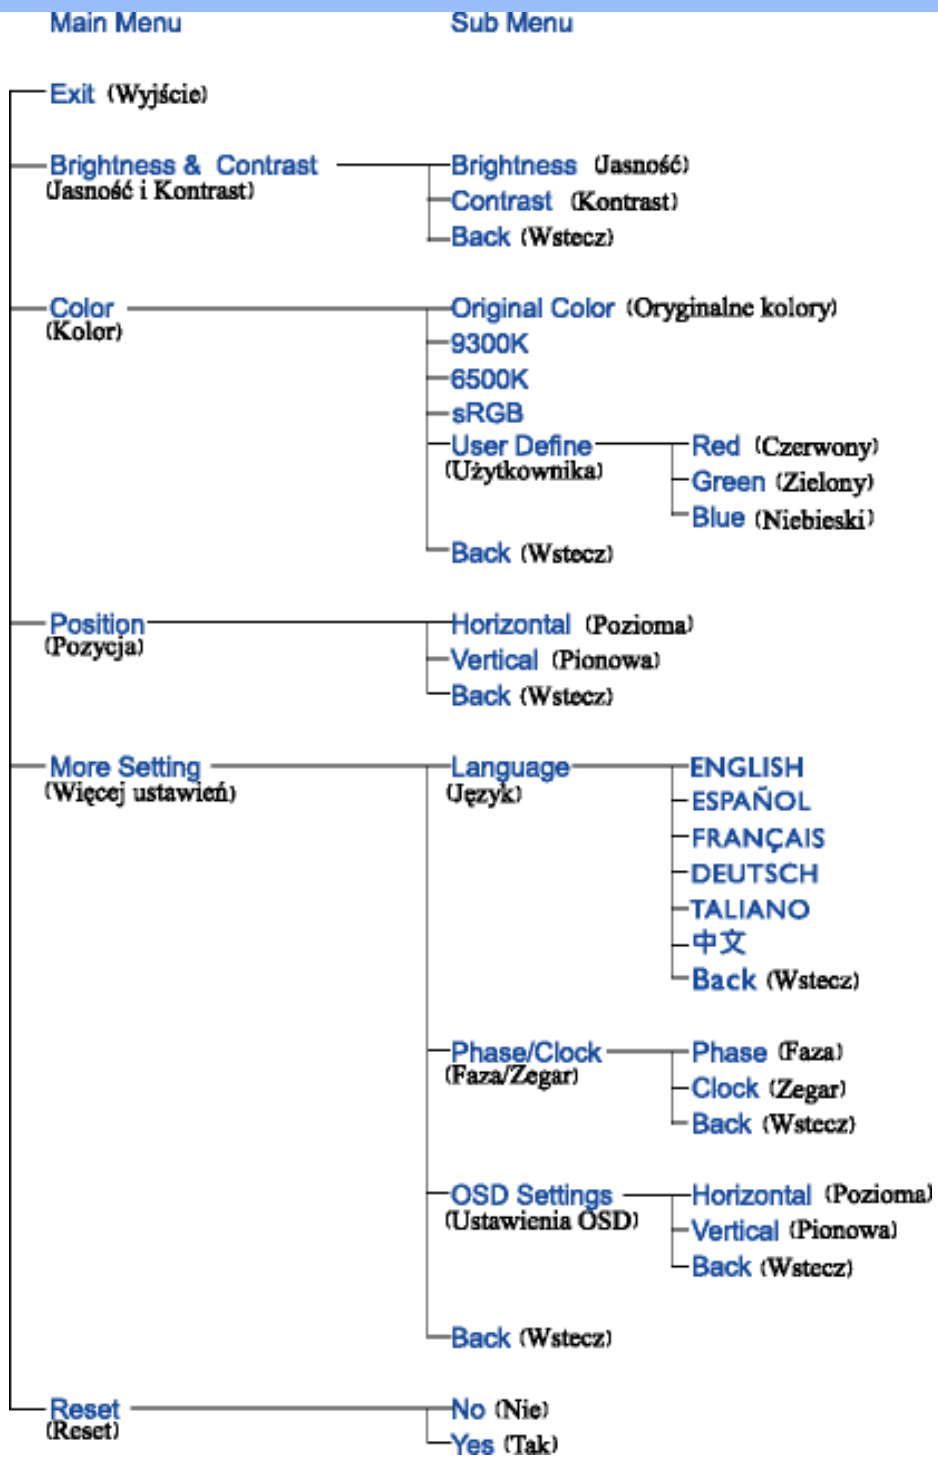 Main Menu Sub Menu
Exit (Wyjście)
Brightness & Contrast Brightness (Jasność)
(Jasność i Kontrast) Contrast (Kontrast)
Back (Wstecz)
Color Original Color (Oryginalne kolory)
(Kolor) 9300K
6500K
sRGB
User Define Red (Czerwony)
(Użytkownika) Green (Zielony)
Blue (Niebieski)
Back (Wstecz)
Position Horizontal (Pozioma)
(Pozycja) Vertical (Pionowa)
Back (Wstecz)
More Setting Language ENGLISH
(Więcej ustawień) (Język) ESPAÑOL
FRANÇAIS
DEUTSCH
TALIANO
中文
Back (Wstecz)
Phase/Clock Phase (Faza)
(Faza/Zegar) Clock (Zegar)
Back (Wstecz)
OSD Settings Horizontal (Pozioma)
(Ustawienia OSD) Vertical (Pionowa)
Back (Wstecz)
Back (Wstecz)
Reset No (Nie)
(Reset) Yes (Tak)